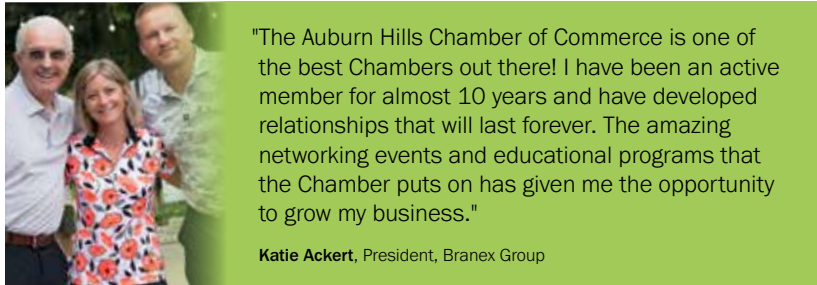 "The Auburn Hills Chamber of Commerce is one of
the best Chambers out there! I have been an active
member for almost 10 years and have developed
relationships that will last forever. The amazing
networking events and educational programs that
the Chamber puts on has given me the opportunity
to grow my business."
Katie Ackert, President, Branex Group